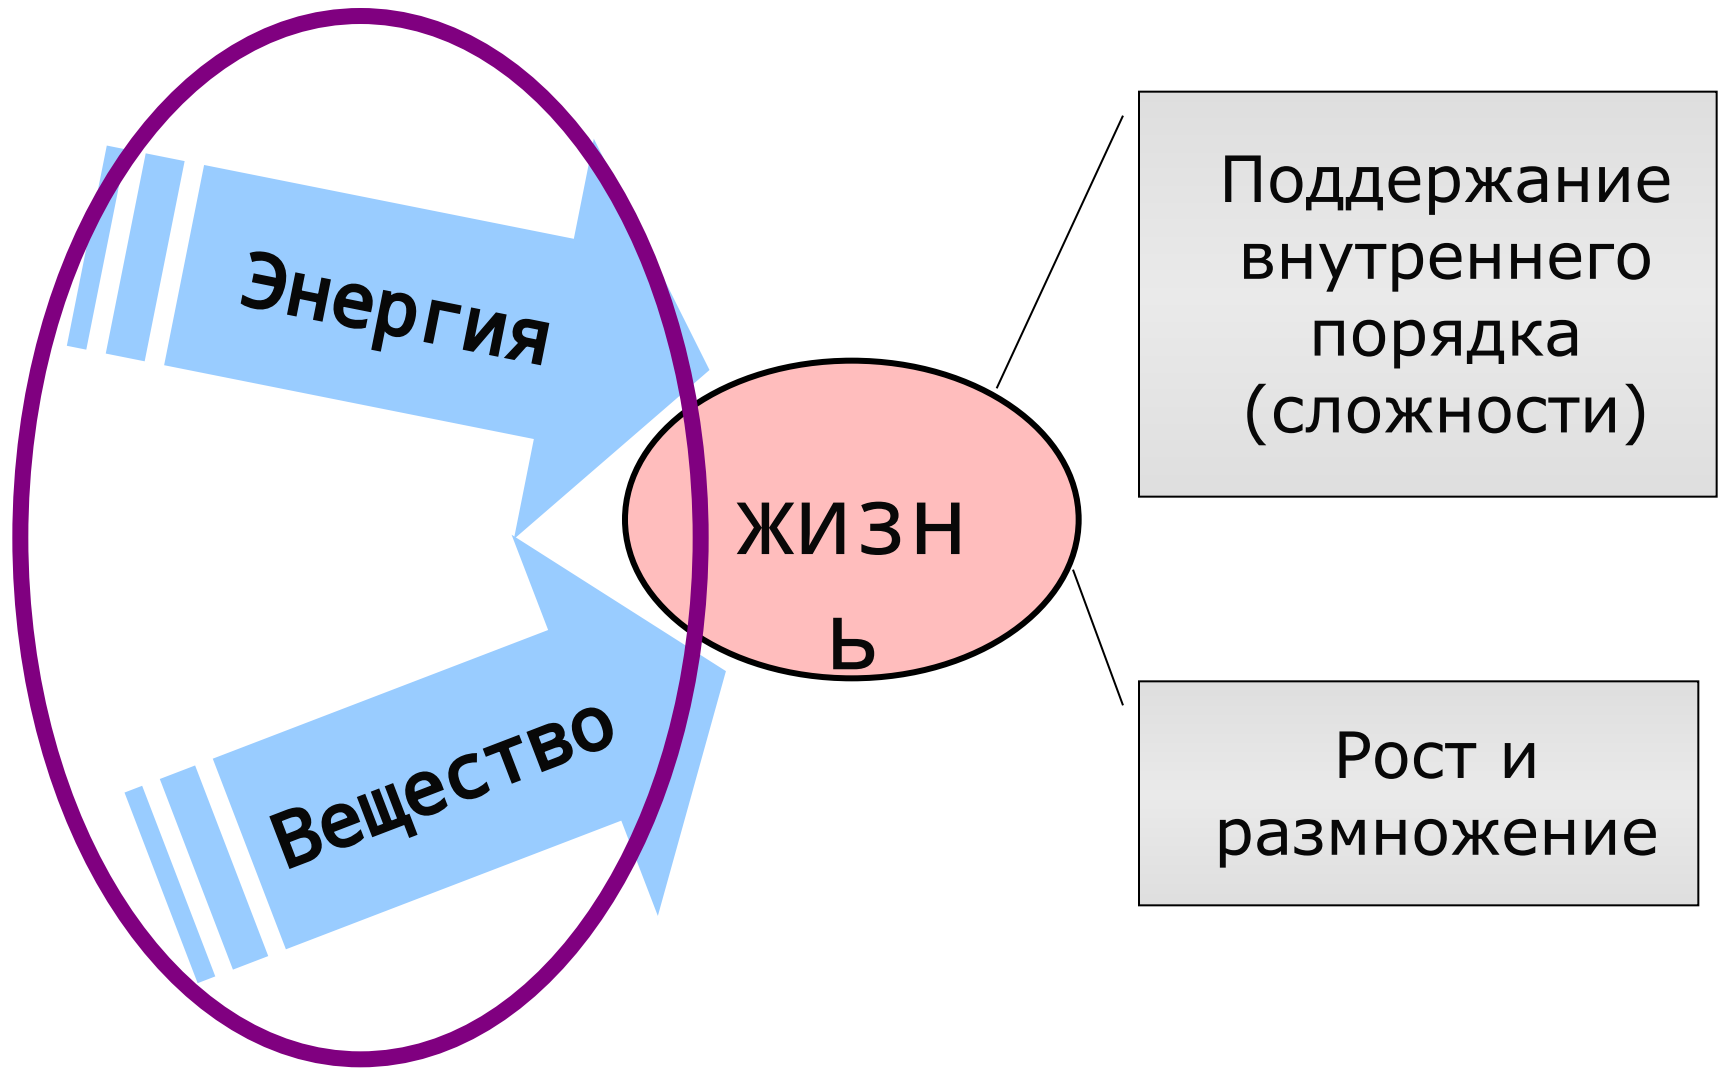 Энергия
Вещество
жизн
ь
Поддержание
внутреннего
порядка
(сложности)
Рост и
размножение